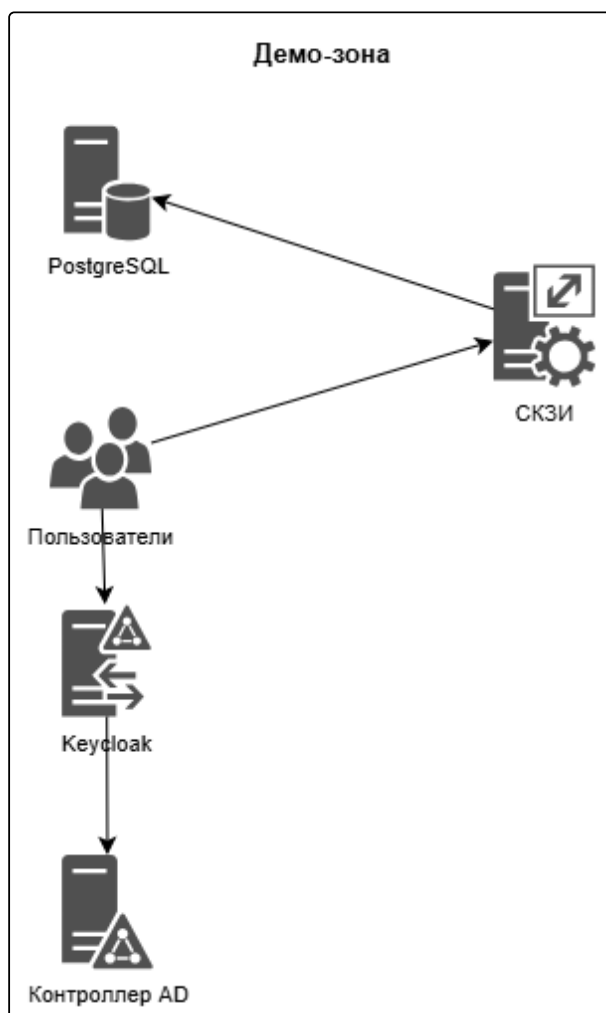 Демо-зона
PostgreSQL
СКЗИ
Пользователи
Keycloak
Контроллер AD